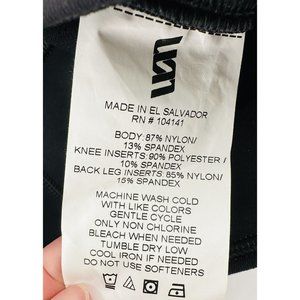 MADE IN EL SALVADOR
RN # 104141
BODY: 87% NYLON/
13% SPANDEX
KNEE INSERTS: 90% POLYESTER /
10% SPANDEX
BACK LEG INSERTS: 85% NYLON/
15% SPANDEX
MACHINE WASH COLD
WITH LIKE COLORS
GENTLE CYCLE
ONLY NON CHLORINE
BLEACH WHEN NEEDED
TUMBLE DRY LOW
COOL IRON IF NEEDED
DO NOT USE SOFTENERS